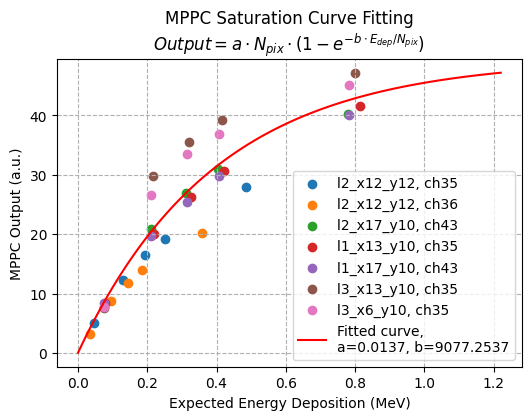 MPPC Saturation Curve Fitting
Output = a · N_pix · (1 − e^{−b · E_dep/N_pix})
MPPC Output (a.u.)
40
30
20
10
0
l2_x12_y12, ch35
l2_x12_y12, ch36
l2_x17_y10, ch43
l1_x13_y10, ch35
l1_x17_y10, ch43
l3_x13_y10, ch35
l3_x6_y10, ch35
Fitted curve,
a=0.0137, b=9077.2537
0.0 0.2 0.4 0.6 0.8 1.0 1.2
Expected Energy Deposition (MeV)